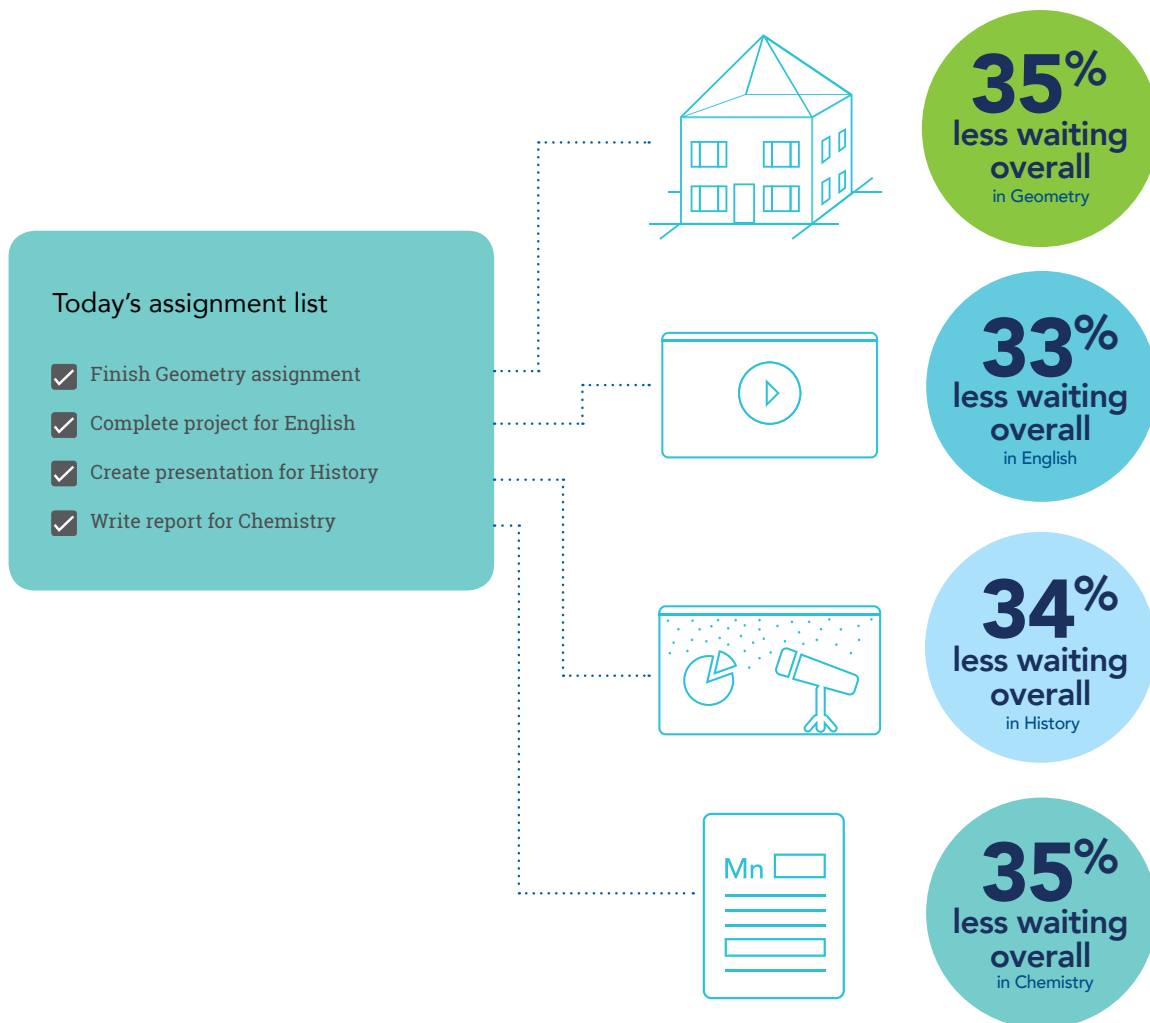 Today's assignment list
Finish Geometry assignment
Complete project for English
Create presentation for History
Write report for Chemistry
35%
less waiting
overall
in Geometry
33%
less waiting
overall
in English
34%
less waiting
overall
in History
Mn
35%
less waiting
overall
in Chemistry